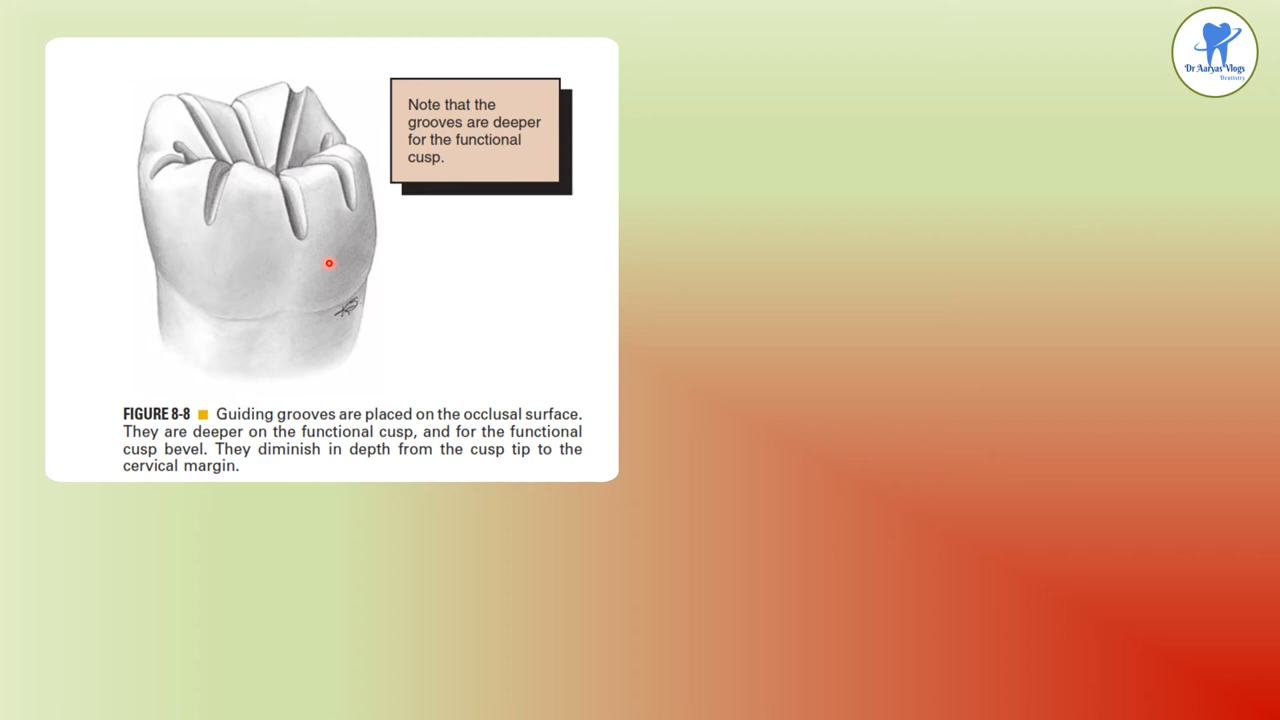 Dr Aaryas Vlogs
Dentistry
Note that the
grooves are deeper
for the functional
cusp.
FIGURE 8-8 ■ Guiding grooves are placed on the occlusal surface.
They are deeper on the functional cusp, and for the functional
cusp bevel. They diminish in depth from the cusp tip to the
cervical margin.